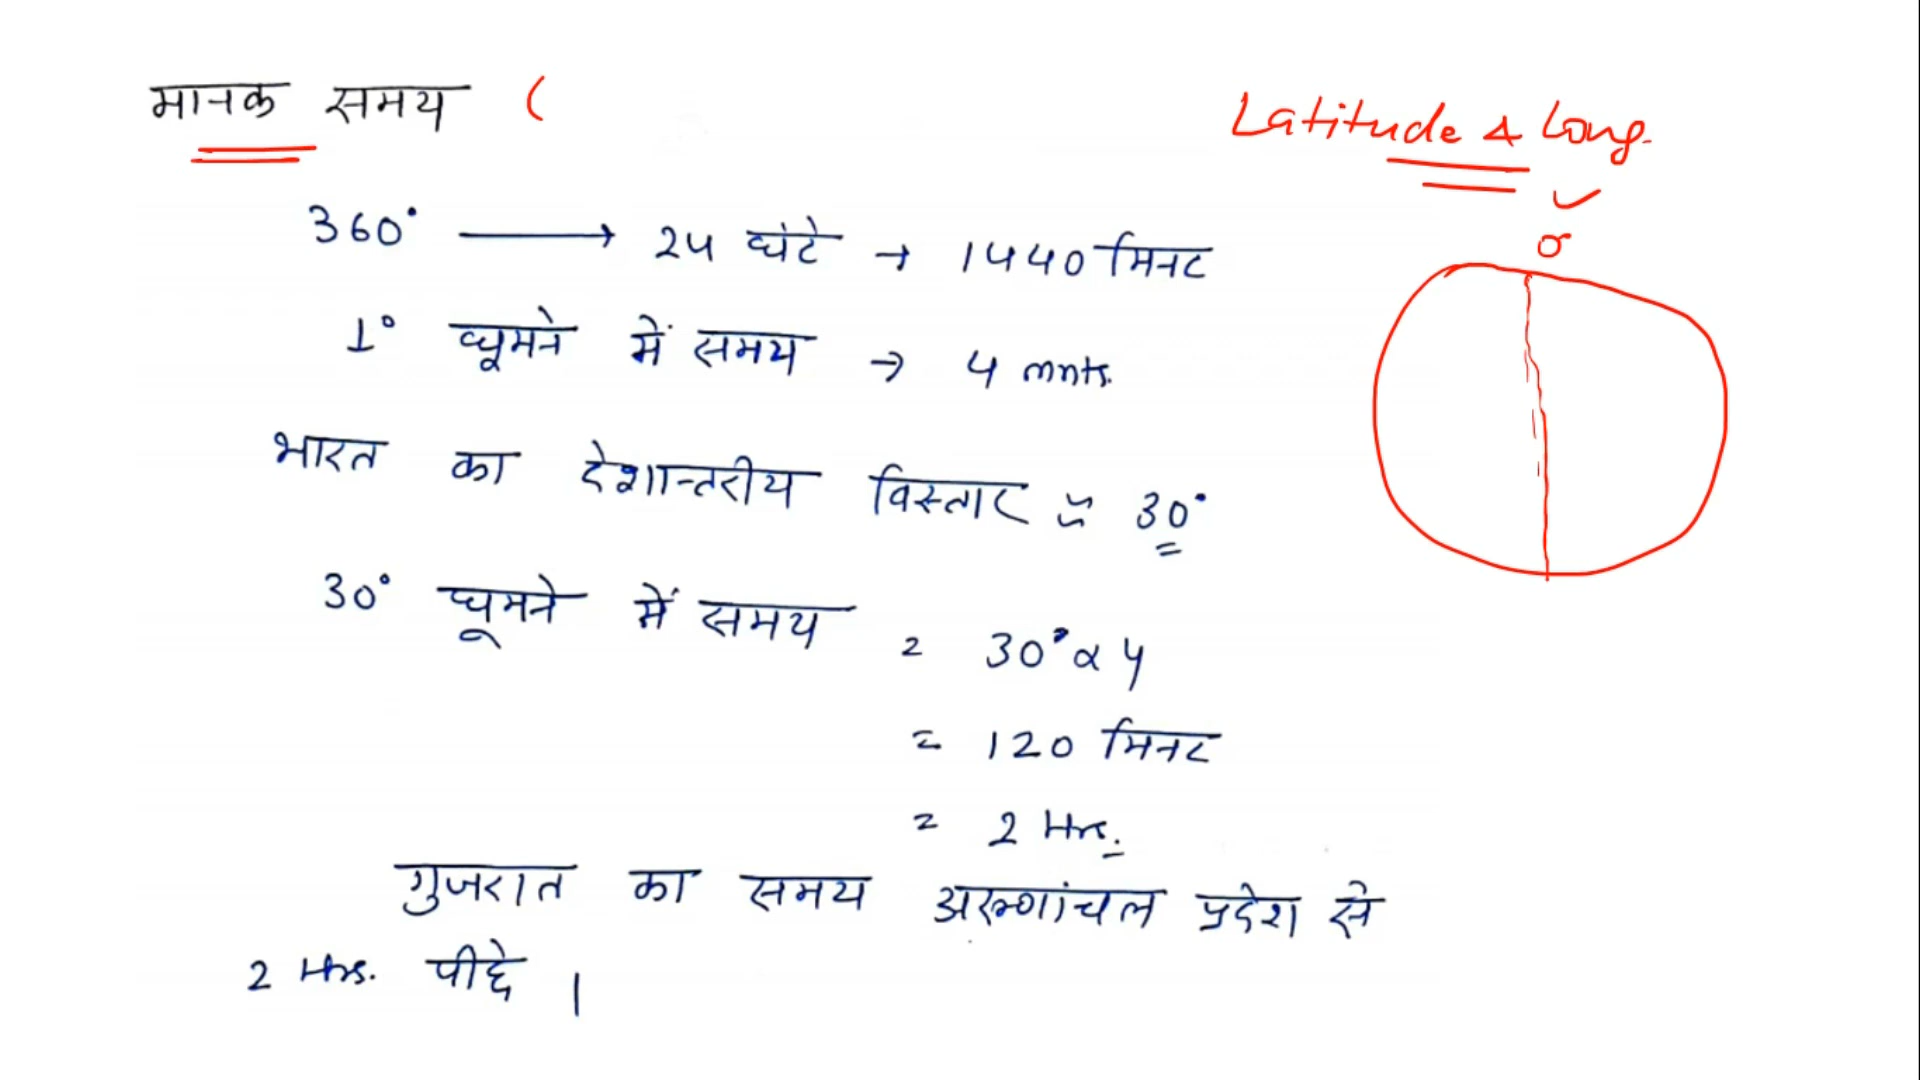 मानक समय (
Latitude & Long.
0°
360° → 24 घंटे → 1440 मिनट
1° घूमने में समय → 4 mnts.
भारत का देशान्तरीय विस्तार ≈ 30°
30° घूमने में समय = 30° x 4
= 120 मिनट
= 2 Hrs.
गुजरात का समय अरूणांचल प्रदेश से
2 Hrs. पीछे ।